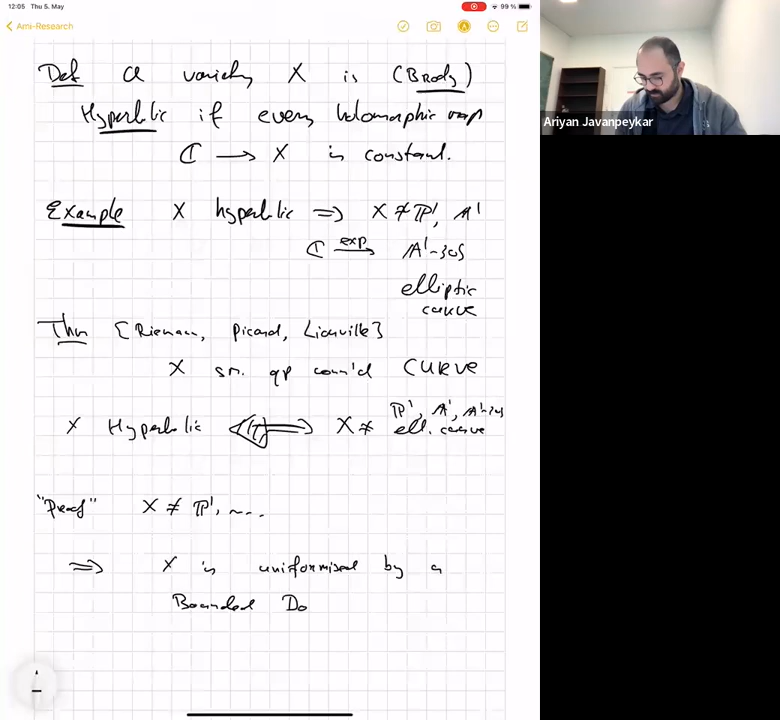 12:05 Thu 5. May
99 %
Ami-Research
Def A variety X is (Brody)
Hyperbolic if every holomorphic map
ℂ → X is constant.
Example X hyperbolic ⇒ X ≠ ℙ¹, A¹
ℂ exp→ A¹-{0}
elliptic
curve
Thm [Riemann, Picard, Liouville]
X sm. qp conn'd CURVE
X Hyperbolic ⟺ X ≠ ℙ¹, A¹, A¹-{0}
ell. curve
"Proof" X ≠ ℙ¹, ....
⇒ X is uniformised by a
Bounded Do
Ariyan Javanpeykar